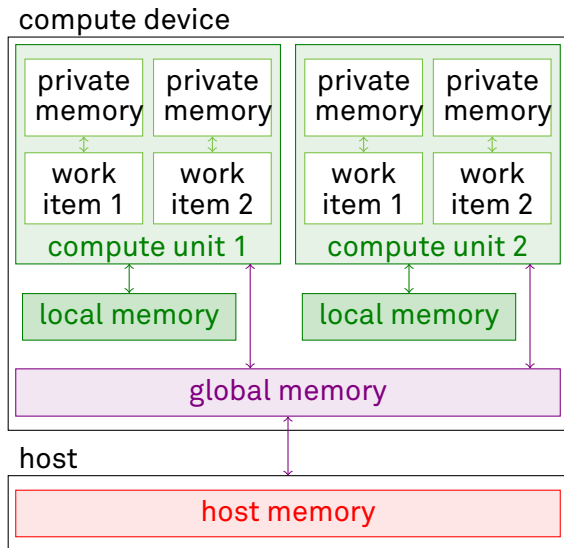 compute device
private memory
private memory
private memory
private memory
work item 1
work item 2
work item 1
work item 2
compute unit 1
compute unit 2
local memory
local memory
global memory
host
host memory